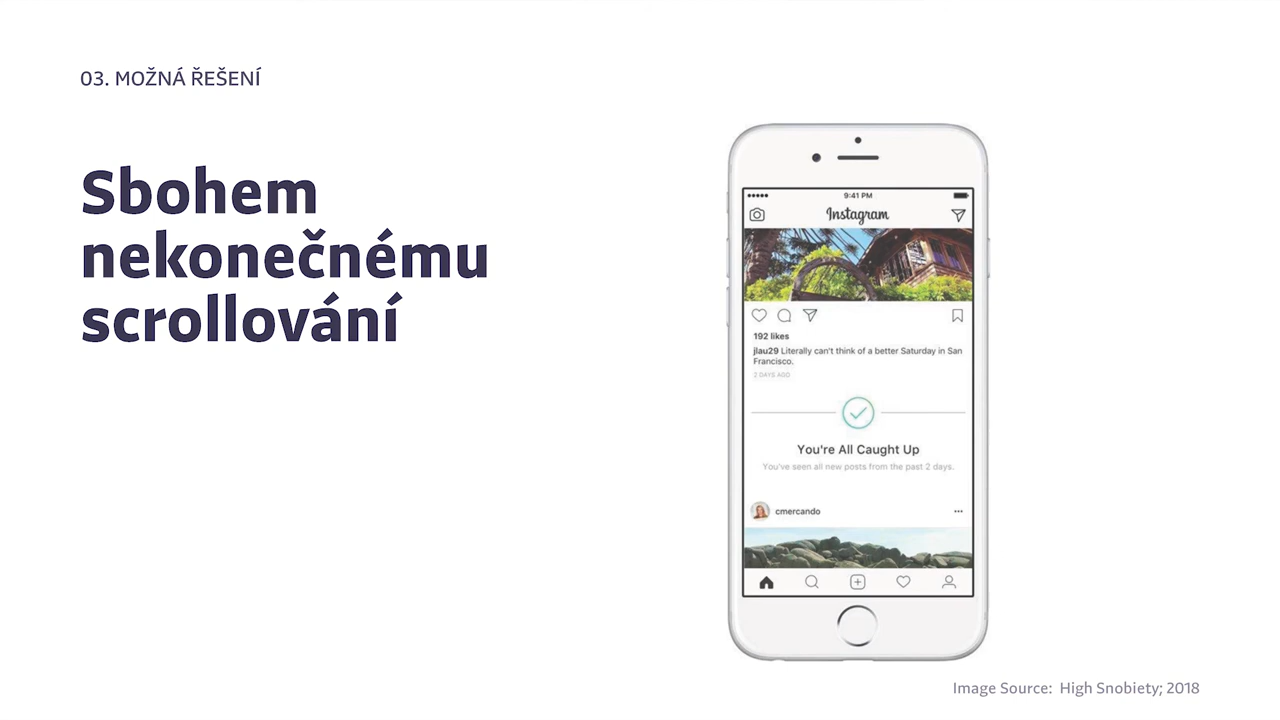 03. MOŽNÁ ŘEŠENÍ
Sbohem
nekonečnému
scrollování
9:41 PM
Instagram
192 likes
jlau29 Literally can't think of a better Saturday in San
Francisco.
2 DAYS AGO
You're All Caught Up
You've seen all new posts from the past 2 days.
cmercando
Image Source: High Snobiety; 2018